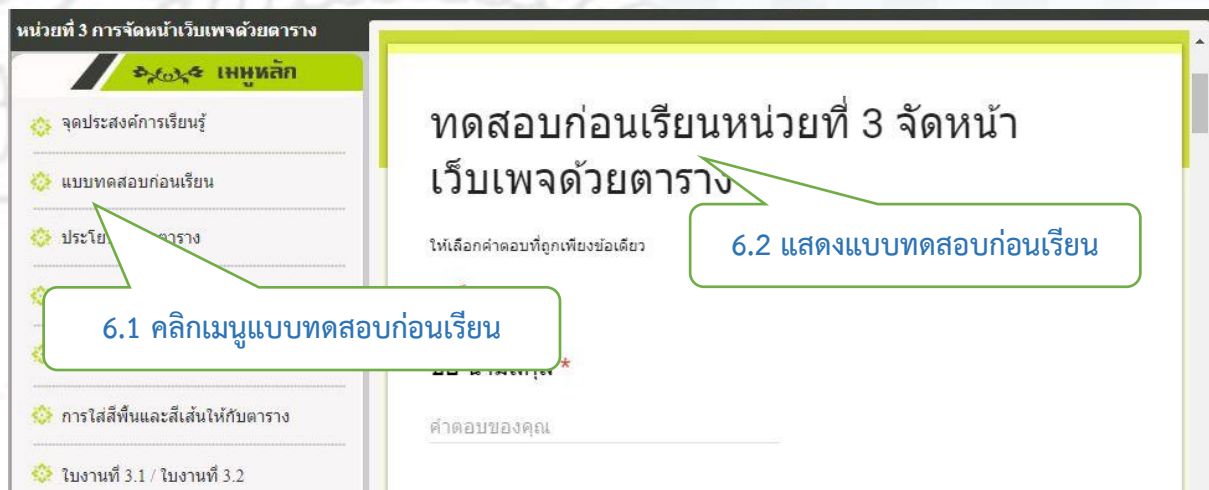 หน่วยที่ 3 การจัดหน้าเว็บเพจด้วยตาราง
เมนูหลัก
จุดประสงค์การเรียนรู้
แบบทดสอบก่อนเรียน
ตาราง
6.1 คลิกเมนูแบบทดสอบก่อนเรียน
การใส่สีพื้นและสีเส้นให้กับตาราง
ใบงานที่ 3.1 / ใบงานที่ 3.2
ทดสอบก่อนเรียนหน่วยที่ 3 จัดหน้า
เว็บเพจด้วยตาราง
ให้เลือกคำตอบที่ถูกเพียงข้อเดียว
6.2 แสดงแบบทดสอบก่อนเรียน
*
คำตอบของคุณ